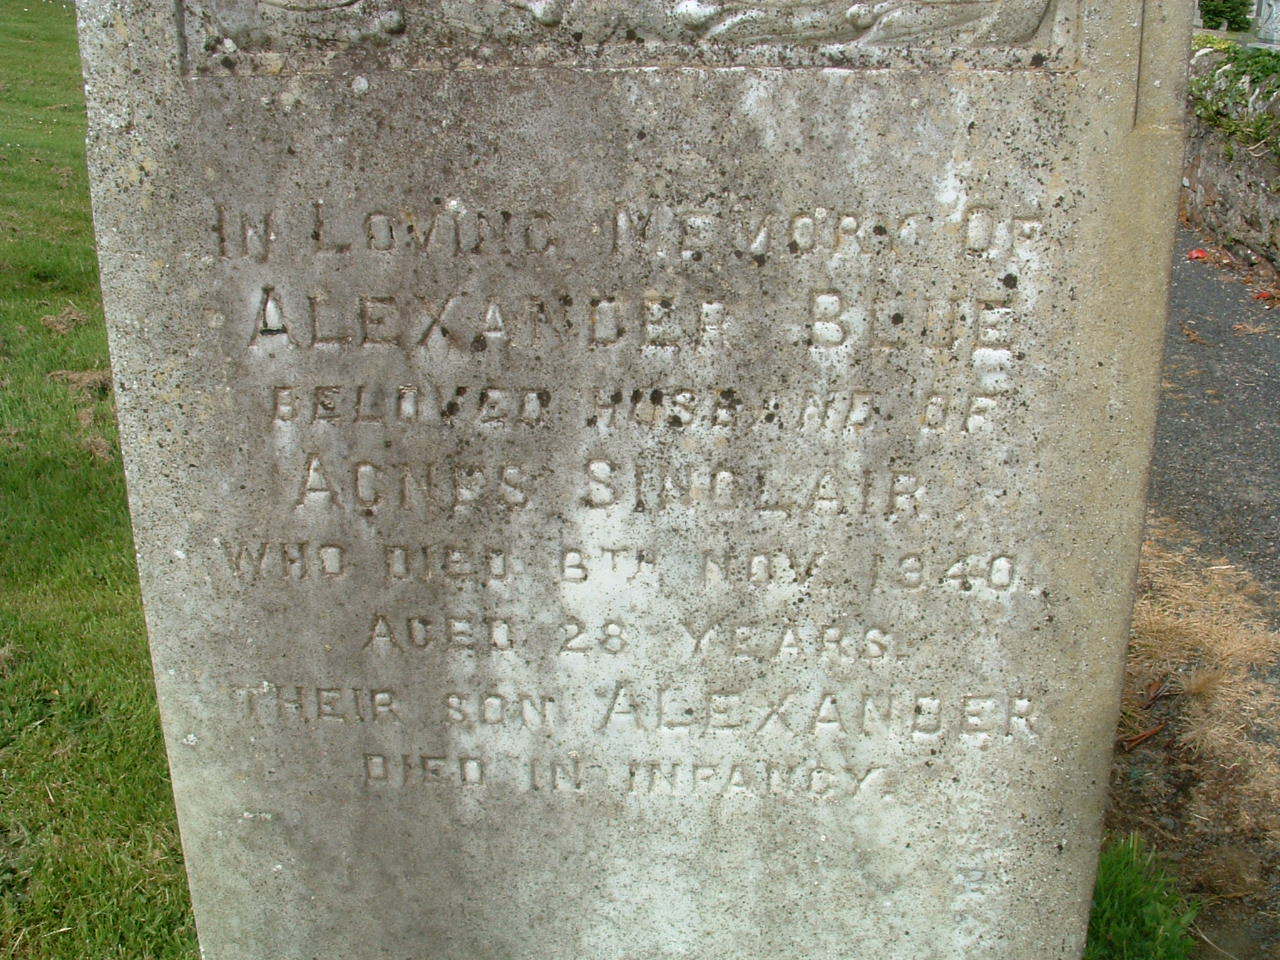 IN LOVING MEMORY OF
ALEXANDER BLUE
BELOVED HUSBAND OF
AGNES SINCLAIR,
WHO DIED 6TH NOV. 1940.
AGED 28 YEARS.
THEIR SON ALEXANDER
DIED IN INFANCY.